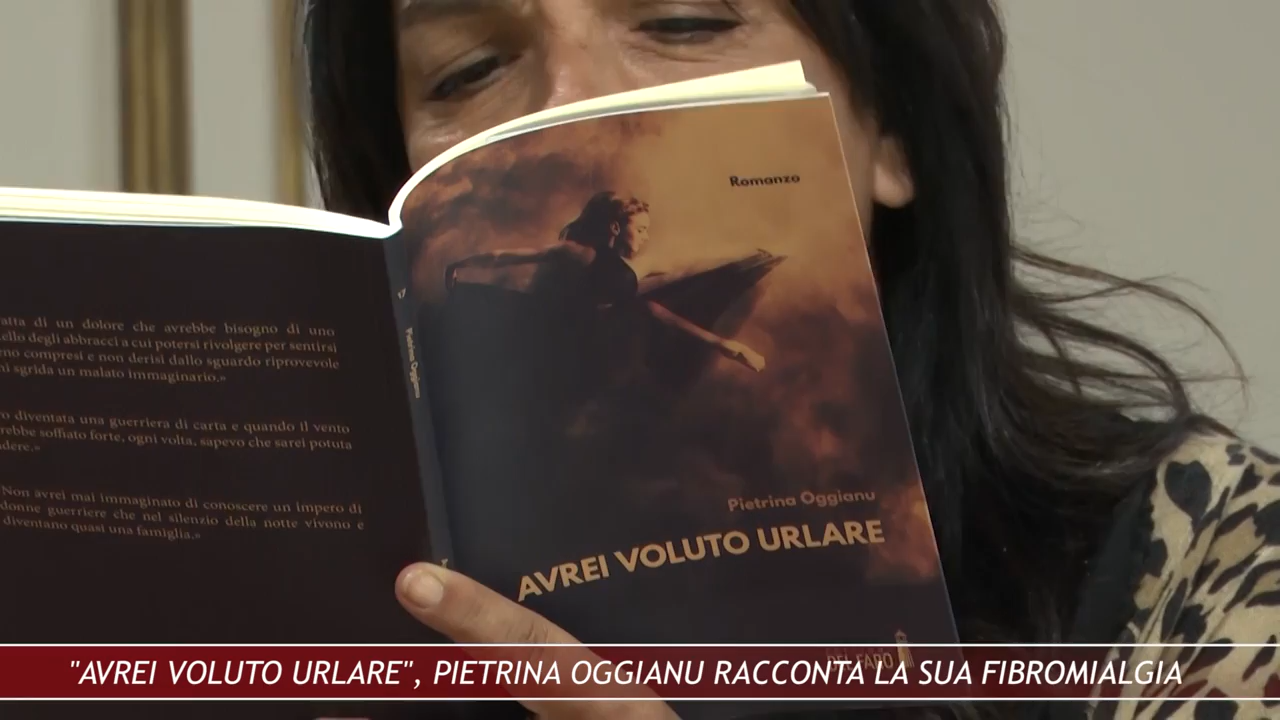 atta di un dolore che avrebbe bisogno di uno
ello degli abbracci a cui potersi rivolgere per sentirsi
no compresi e non derisi dallo sguardo riprovevole
i sgrida un malato immaginario.»
o diventata una guerriera di carta e quando il vento
rebbe soffiato forte, ogni volta, sapevo che sarei potuta
dere.»
Non avrei mai immaginato di conoscere un impero di
donne guerriere che nel silenzio della notte vivono e
diventano quasi una famiglia.»
Pietrina Oggianu
Romanzo
Pietrina Oggianu
AVREI VOLUTO URLARE
DEL FARO
"AVREI VOLUTO URLARE", PIETRINA OGGIANU RACCONTA LA SUA FIBROMIALGIA